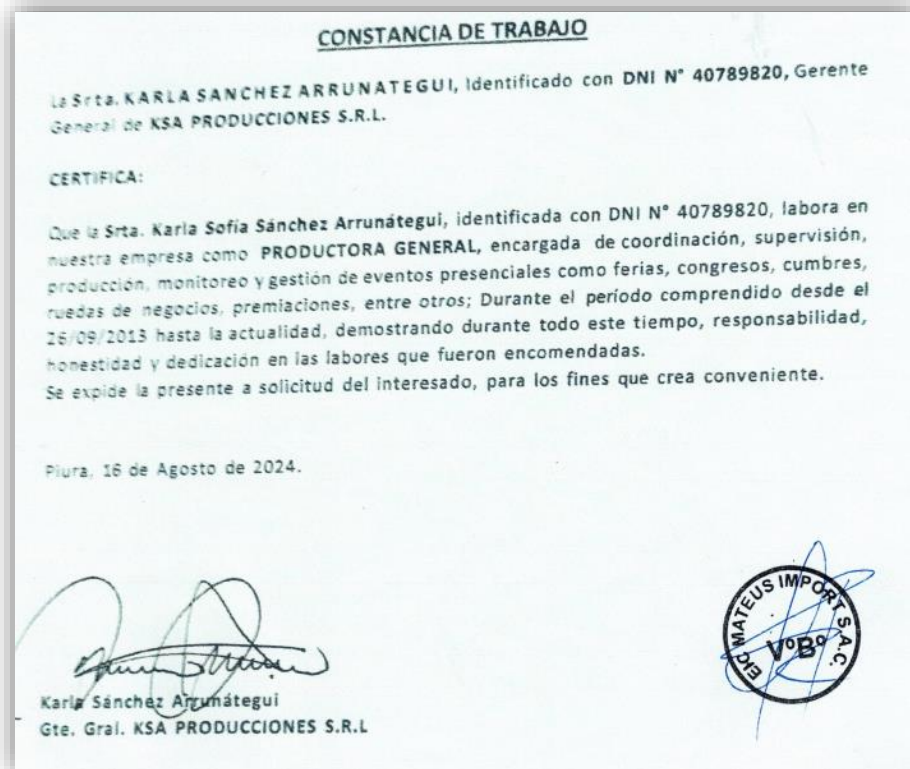 CONSTANCIA DE TRABAJO
La Srta. KARLA SANCHEZ ARRUNATEGUI, Identificado con DNI N° 40789820, Gerente
General de KSA PRODUCCIONES S.R.L.
CERTIFICA:
Que la Srta. Karla Sofía Sánchez Arrunátegui, identificada con DNI N° 40789820, labora en
nuestra empresa como PRODUCTORA GENERAL, encargada de coordinación, supervisión,
producción, monitoreo y gestión de eventos presenciales como ferias, congresos, cumbres,
ruedas de negocios, premiaciones, entre otros; Durante el período comprendido desde el
26/09/2013 hasta la actualidad, demostrando durante todo este tiempo, responsabilidad,
honestidad y dedicación en las labores que fueron encomendadas.
Se expide la presente a solicitud del interesado, para los fines que crea conveniente.
Piura, 16 de Agosto de 2024.
Karla Sánchez Arrunátegui
Gte. Gral. KSA PRODUCCIONES S.R.L
EIC MATEUS IMPORT S.A.C.
V°B°